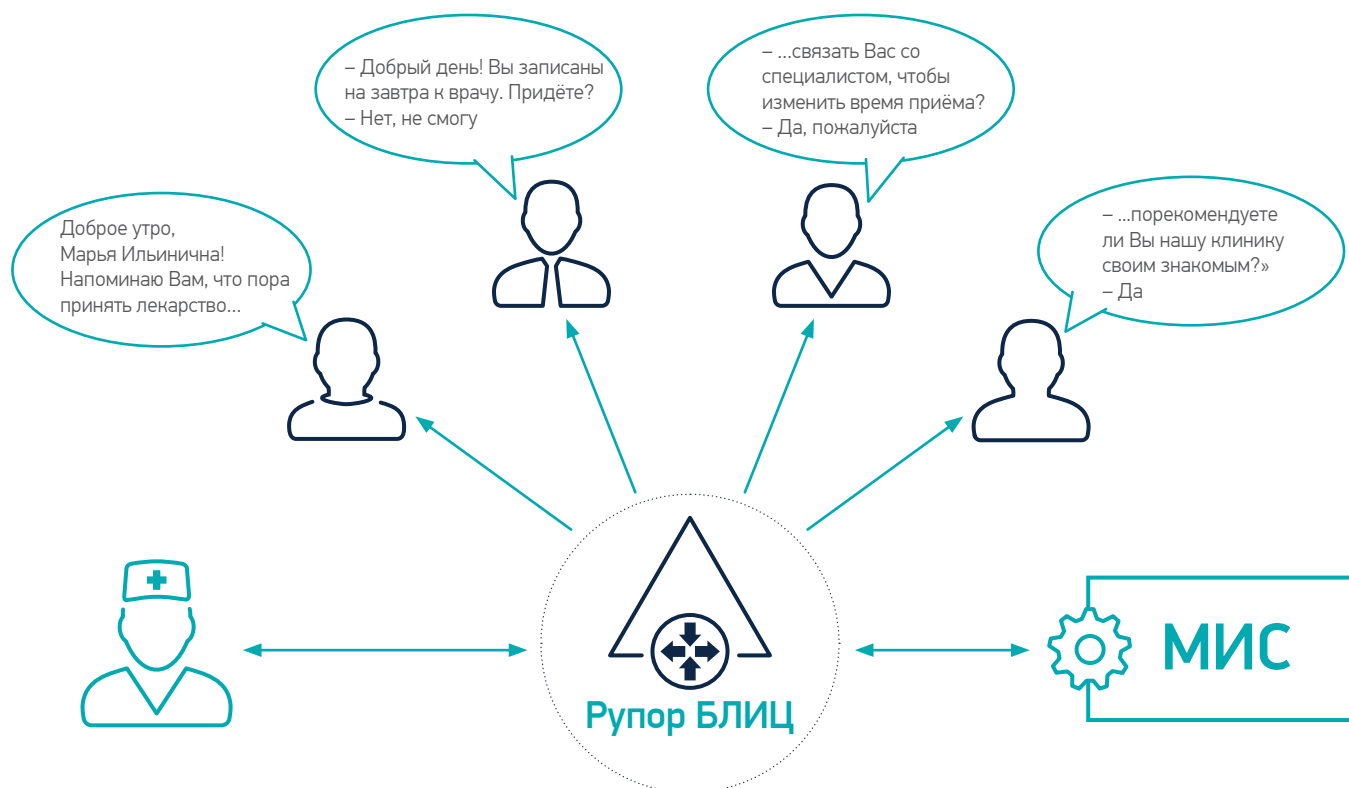 – Добрый день! Вы записаны
на завтра к врачу. Придёте?
– Нет, не смогу
– ...связать Вас со
специалистом, чтобы
изменить время приёма?
– Да, пожалуйста
Доброе утро,
Марья Ильинична!
Напоминаю Вам, что пора
принять лекарство...
– ...порекомендуете
ли Вы нашу клинику
своим знакомым?»
– Да
Рупор БЛИЦ
МИС